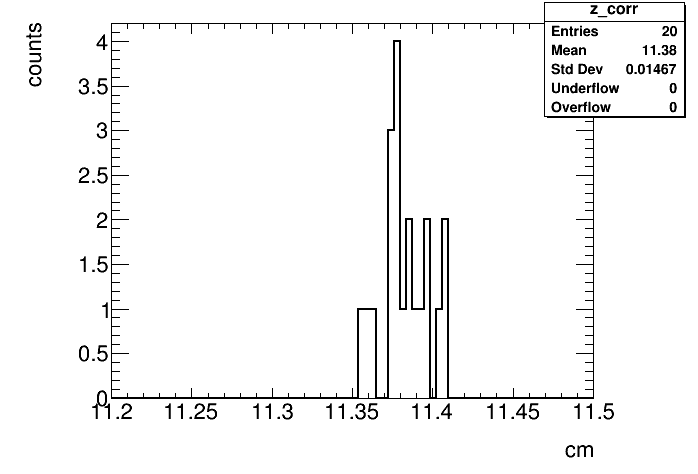 z_corr
Entries 20
Mean 11.38
Std Dev 0.01467
Underflow 0
Overflow 0
counts
4
3.5
3
2.5
2
1.5
1
0.5
0
11.2 11.25 11.3 11.35 11.4 11.45 11.5
cm